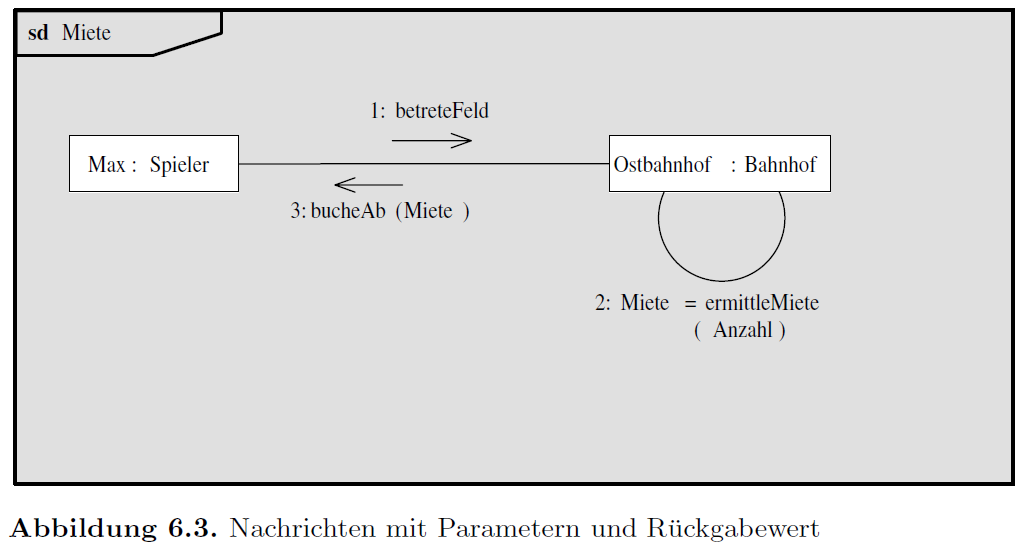 sd Miete
1: betreteFeld
Max : Spieler
Ostbahnhof : Bahnhof
3: bucheAb (Miete )
2: Miete = ermittleMiete
( Anzahl )
Abbildung 6.3. Nachrichten mit Parametern und Rückgabewert